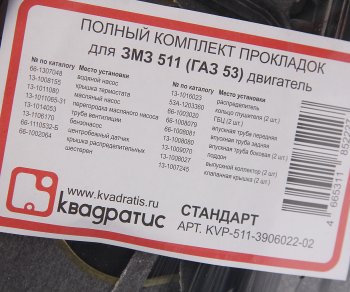 ПОЛНЫЙ КОМПЛЕКТ ПРОКЛАДОК
для ЗМЗ 511 (ГАЗ 53) двигатель
№ по каталогу Место установки
66-1307048 водяной насос
13-1008155 крышка термостата
13-1011080 масляный насос
13-1011065-31 перегородка масляного насоса
13-1014053 труба вентиляции
13-1106170 бензонасос
66-1110532-Б центробежный датчик
66-1002064 крышка распределительных
шестерен
№ по каталогу Место установки
13-1016023 распределитель
53А-1203360 кольцо глушителя (2 шт.)
66-1003020 ГБЦ (2 шт.)
66-1008070 впускная труба передняя
впускная труба задняя
13-1008080 впускная труба боковая (2 шт.)
13-1009070 поддон
13-1008027 выпускной коллектор (2 шт.)
13-1007245 клапанная крышка (2 шт.)
www.kvadratis.ru
квадратис
СТАНДАРТ
АРТ. KVP-511-3906022-02